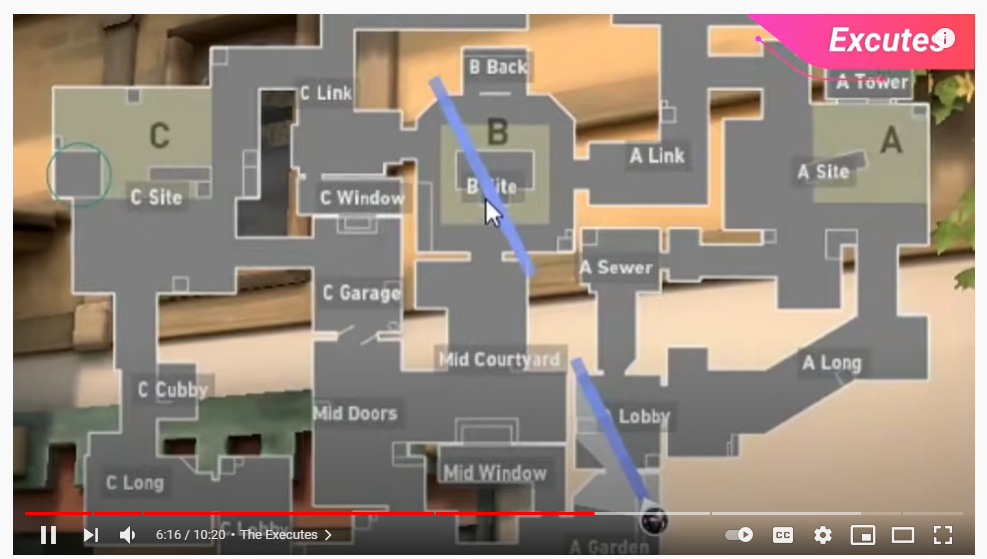 Excutes
B Back
A Tower
C Link
C
B
A
A Link
A Site
B Site
C Site
C Window
A Sewer
C Garage
Mid Courtyard
A Long
C Cubby
Mid Doors
A Lobby
Mid Window
C Long
C Lobby
A Garden
6:16 / 10:20 • The Executes >
CC